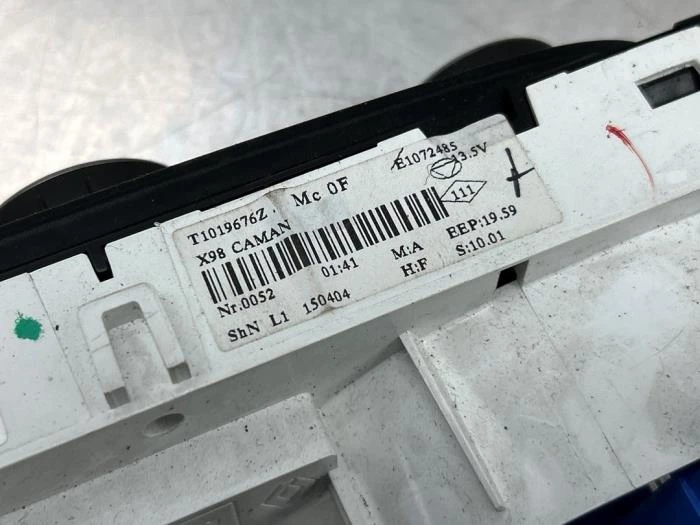 T1019676Z Mc 0F E1072485
X98 CAMAN 13.5V
111
Nr.0052 01:41 M:A EEP:19.59
ShN L1 150404 H:F S:10.01